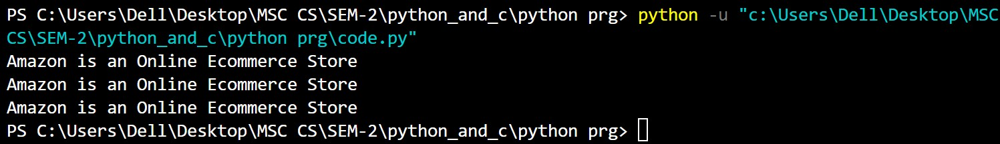 PS C:\Users\Dell\Desktop\MSC CS\SEM-2\python_and_c\python prg> python -u "c:\Users\Dell\Desktop\MSC
CS\SEM-2\python_and_c\python prg\code.py"
Amazon is an Online Ecommerce Store
Amazon is an Online Ecommerce Store
Amazon is an Online Ecommerce Store
PS C:\Users\Dell\Desktop\MSC CS\SEM-2\python_and_c\python prg>